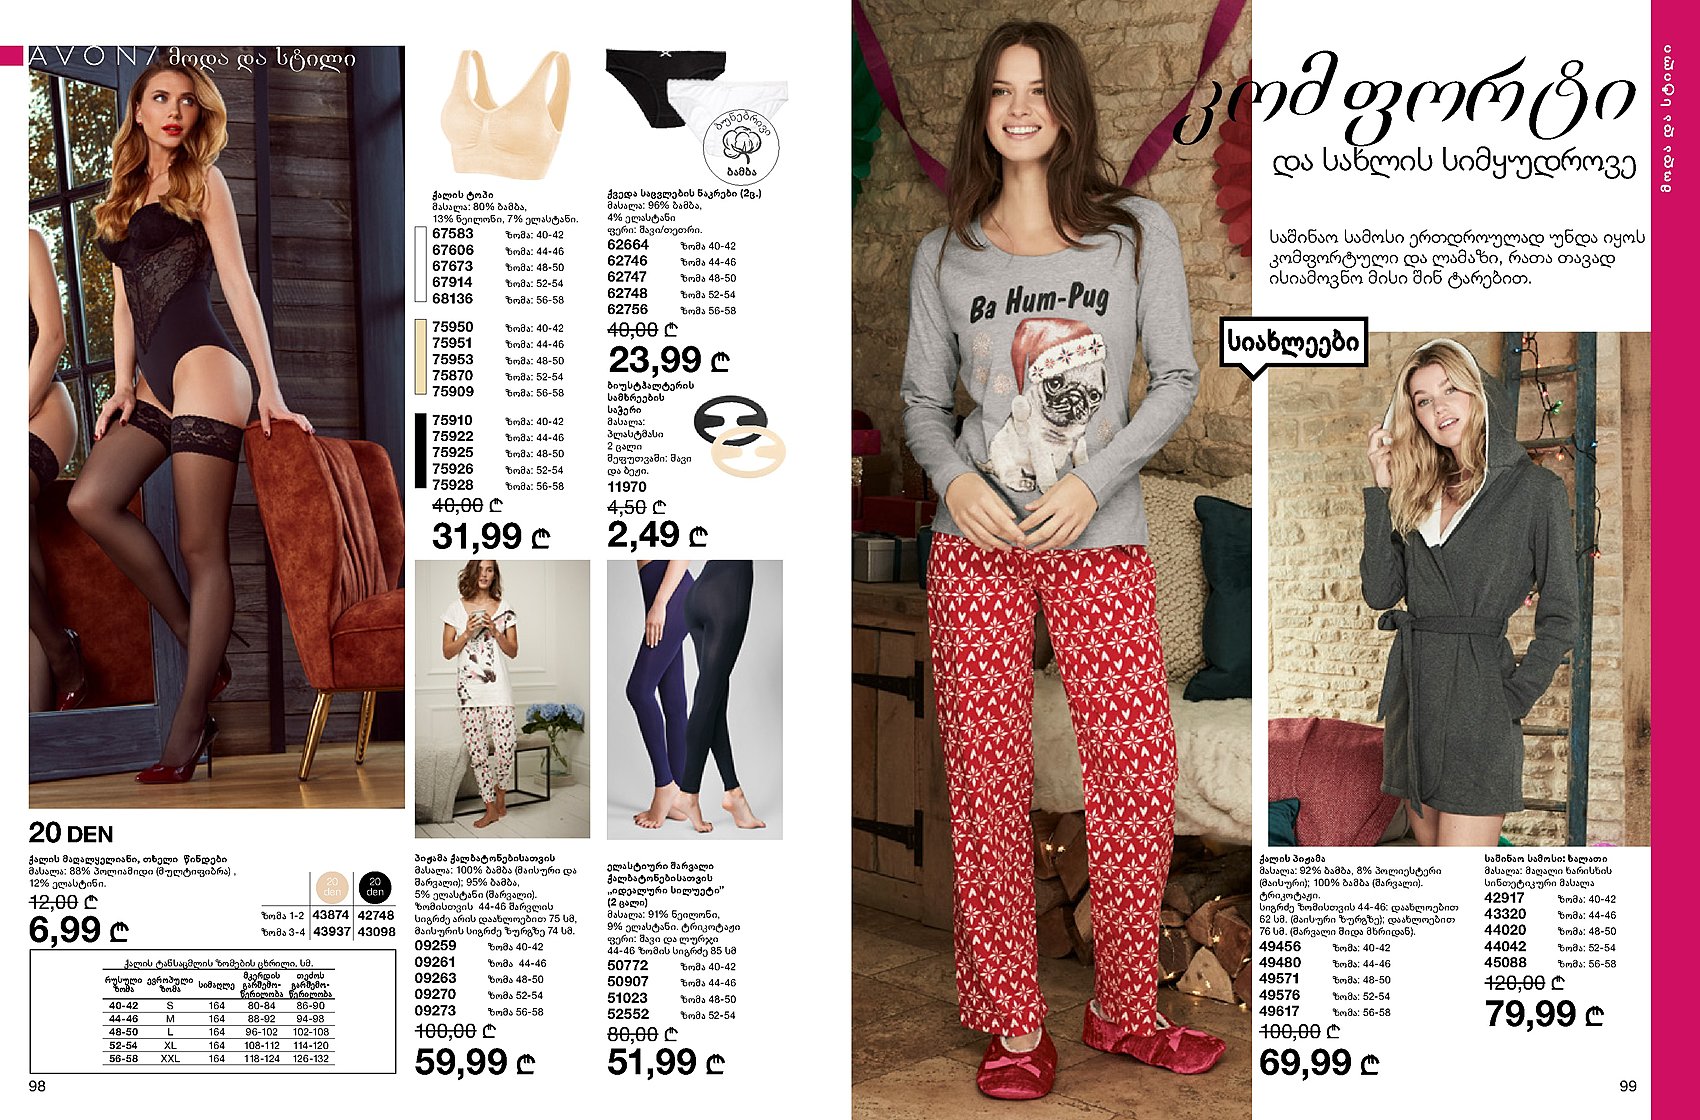 AVON / მოდა და სტილი
20 DEN
ქალის მაღალყელიანი, თხელი წინდები
მასალა: 88% პოლიამიდი (მულტიფიბრა) ,
12% ელასტინი.
12,00 ₾
6,99 ₾
20 den
20 den
ზომა 1-2 43874 42748
ზომა 3-4 43937 43098
ქალის ტანსაცმლის ზომების ცხრილი, სმ.
რუსული ზომა ევროპული ზომა სიმაღლე მკერდის გარშემო-წერილობა თეძოს გარშემო-წერილობა
40-42 S 164 80-84 86-90
44-46 M 164 88-92 94-98
48-50 L 164 96-102 102-108
52-54 XL 164 108-112 114-120
56-58 XXL 164 118-124 126-132
98
ქალის ტოპი
მასალა: 80% ბამბა,
13% ნეილონი, 7% ელასტანი.
67583 ზომა: 40-42
67606 ზომა: 44-46
67673 ზომა: 48-50
67914 ზომა: 52-54
68136 ზომა: 56-58
75950 ზომა: 40-42
75951 ზომა: 44-46
75953 ზომა: 48-50
75870 ზომა: 52-54
75909 ზომა: 56-58
75910 ზომა: 40-42
75922 ზომა: 44-46
75925 ზომა: 48-50
75926 ზომა: 52-54
75928 ზომა: 56-58
40,00 ₾
31,99 ₾
ბუნებრივი
ბამბა
ქვედა საცვლების ნაკრები (2ც.)
მასალა: 96% ბამბა,
4% ელასტანი
ფერი: შავი/თეთრი.
62664 ზომა 40-42
62746 ზომა 44-46
62747 ზომა 48-50
62748 ზომა 52-54
62756 ზომა 56-58
40,00 ₾
23,99 ₾
ბიუსტჰალტერის
სამხრეების
საჭერი
მასალა:
პლასტმასი
2 ცალი
შეფუთვაში: შავი
და ბეჟი.
11970
4,50 ₾
2,49 ₾
პიჟამა ქალბატონებისათვის
მასალა: 100% ბამბა (მაისური და
შარვალი); 95% ბამბა,
5% ელასტანი (შარვალი).
ზომისთვის 44-46 შარვლის
სიგრძე არის დაახლოებით 75 სმ,
მაისურის სიგრძე ზურგზე 74 სმ.
09259 ზომა 40-42
09261 ზომა 44-46
09263 ზომა 48-50
09270 ზომა 52-54
09273 ზომა 56-58
100,00 ₾
59,99 ₾
ელასტიური შარვალი
ქალბატონებისათვის
„იდეალური სილუეტი”
(2 ცალი)
მასალა: 91% ნეილონი,
9% ელასტანი. ტრიკოტაჟი
ფერი: შავი და ლურჯი
44-46 ზომის სიგრძე 85 სმ
50772 ზომა 40-42
50907 ზომა 44-46
51023 ზომა 48-50
52552 ზომა 52-54
80,00 ₾
51,99 ₾
Ba Hum-Pug
კომფორტი
და სახლის სიმყუდროვე
საშინაო სამოსი ერთდროულად უნდა იყოს
კომფორტული და ლამაზი, რათა თავად
ისიამოვნო მისი შინ ტარებით.
სიახლეები
მოდა და სტილი
ქალის პიჟამა
მასალა: 92% ბამბა, 8% პოლიესტერი
(მაისური); 100% ბამბა (შარვალი).
ტრიკოტაჟი.
სიგრძე ზომისთვის 44-46: დაახლოებით
62 სმ. (მაისური ზურგზე); დაახლოებით
76 სმ. (შარვალი შიდა მხრიდან).
49456 ზომა: 40-42
49480 ზომა: 44-46
49571 ზომა: 48-50
49576 ზომა: 52-54
49617 ზომა: 56-58
100,00 ₾
69,99 ₾
საშინაო სამოსი: ხალათი
მასალა: მაღალი ხარისხის
სინთეტიკური მასალა
42917 ზომა: 40-42
43320 ზომა: 44-46
44020 ზომა: 48-50
44042 ზომა: 52-54
45088 ზომა: 56-58
120,00 ₾
79,99 ₾
99